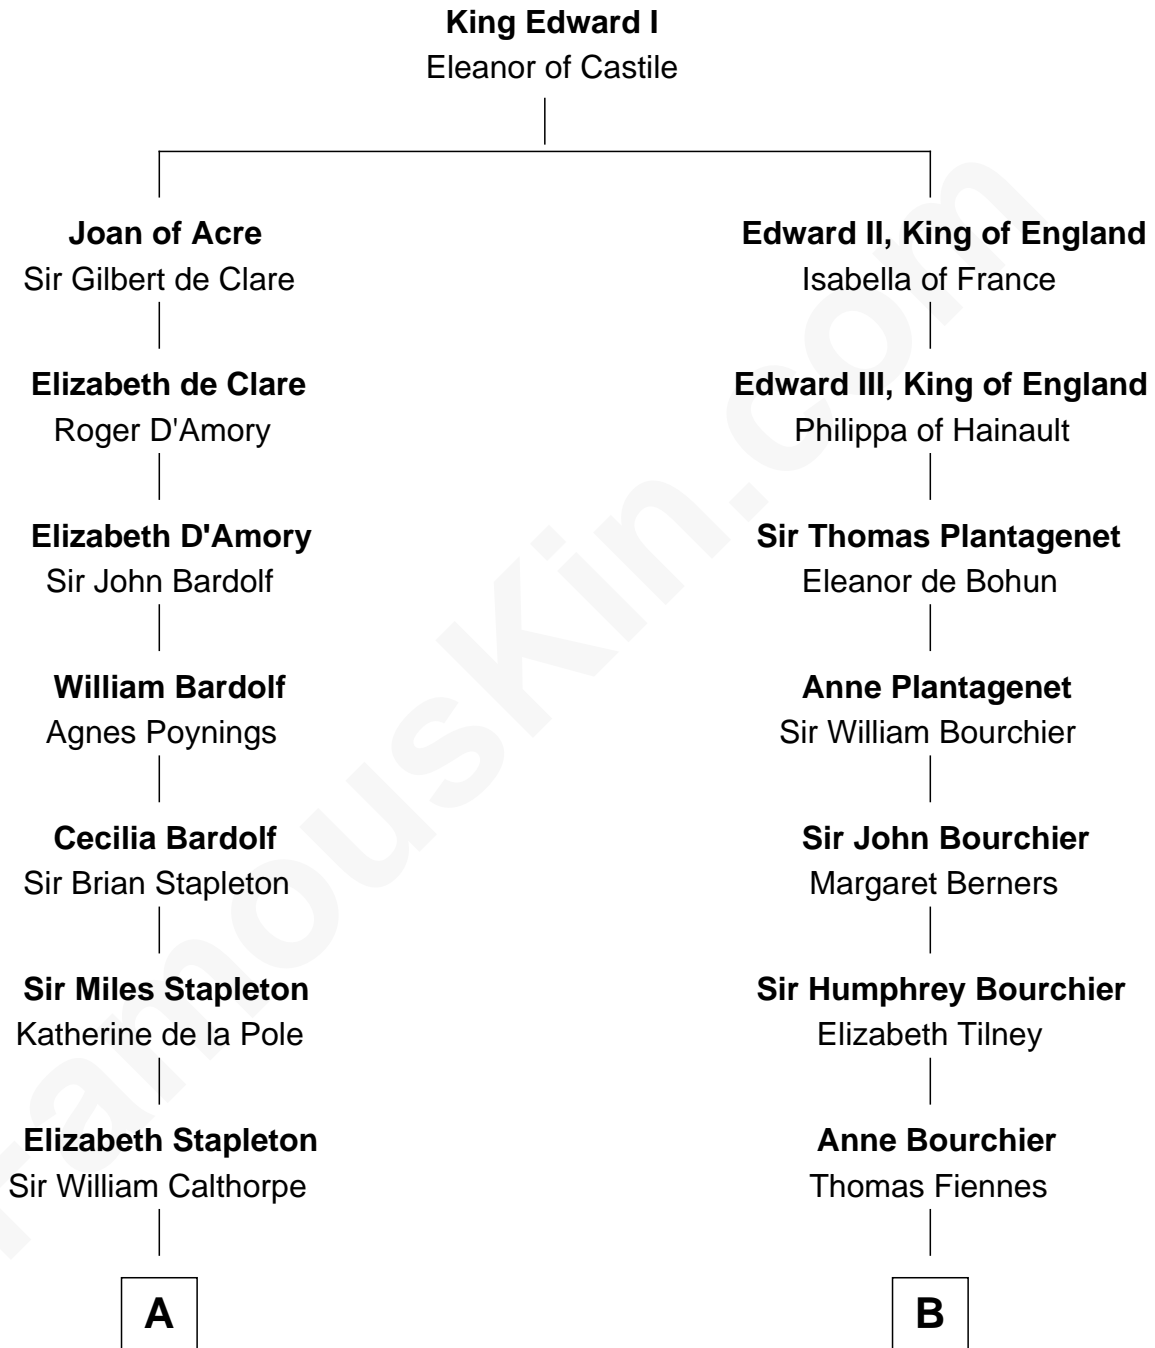 King Edward I
Eleanor of Castile
Joan of Acre
Sir Gilbert de Clare
Elizabeth de Clare
Roger D'Amory
Elizabeth D'Amory
Sir John Bardolf
William Bardolf
Agnes Poynings
Cecilia Bardolf
Sir Brian Stapleton
Sir Miles Stapleton
Katherine de la Pole
Elizabeth Stapleton
Sir William Calthorpe
A
Edward II, King of England
Isabella of France
Edward III, King of England
Philippa of Hainault
Sir Thomas Plantagenet
Eleanor de Bohun
Anne Plantagenet
Sir William Bourchier
Sir John Bourchier
Margaret Berners
Sir Humphrey Bourchier
Elizabeth Tilney
Anne Bourchier
Thomas Fiennes
B
FamousKin.com